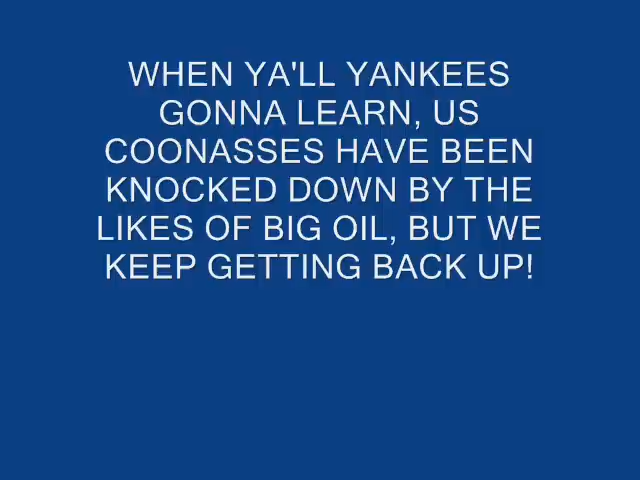 WHEN YA'LL YANKEES
GONNA LEARN, US
COONASSES HAVE BEEN
KNOCKED DOWN BY THE
LIKES OF BIG OIL, BUT WE
KEEP GETTING BACK UP!